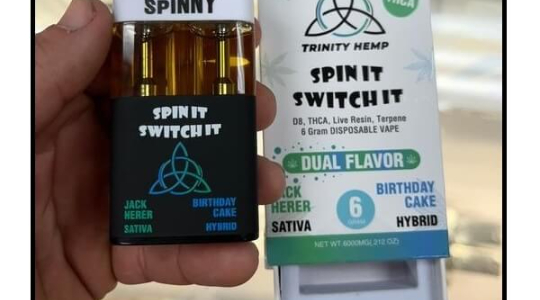 SPINNY
SPIN IT
SWITCH IT
JACK
HERER
SATIVA
BIRTHDAY
CAKE
HYBRID
THCA
TRINITY HEMP
SPIN IT
SWITCH IT
D8, THCA, Live Resin, Terpene
6 Gram DISPOSABLE VAPE
DUAL FLAVOR
JACK
HERER
SATIVA
6
BIRTHDAY
CAKE
HYBRID
NET WT 6000MG(.212 OZ)